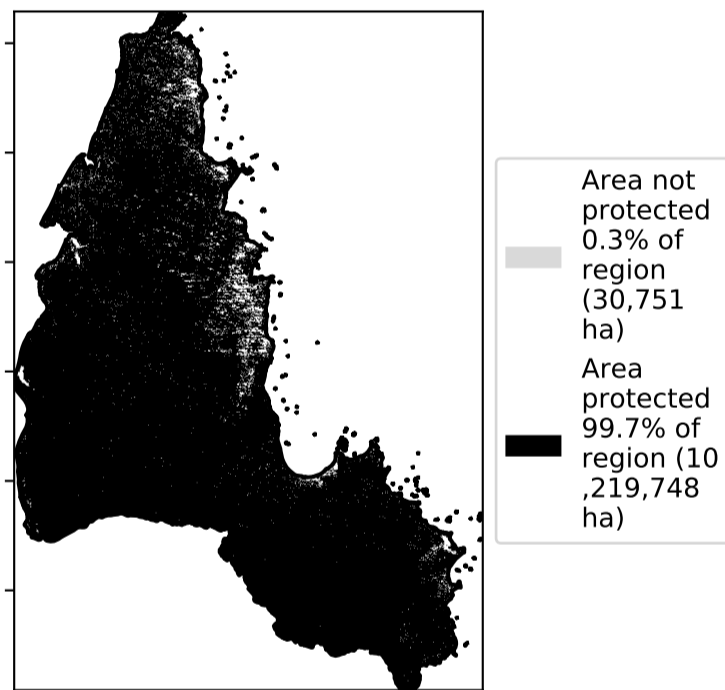 Area not
protected
0.3% of
region
(30,751
ha)
Area
protected
99.7% of
region (10
,219,748
ha)